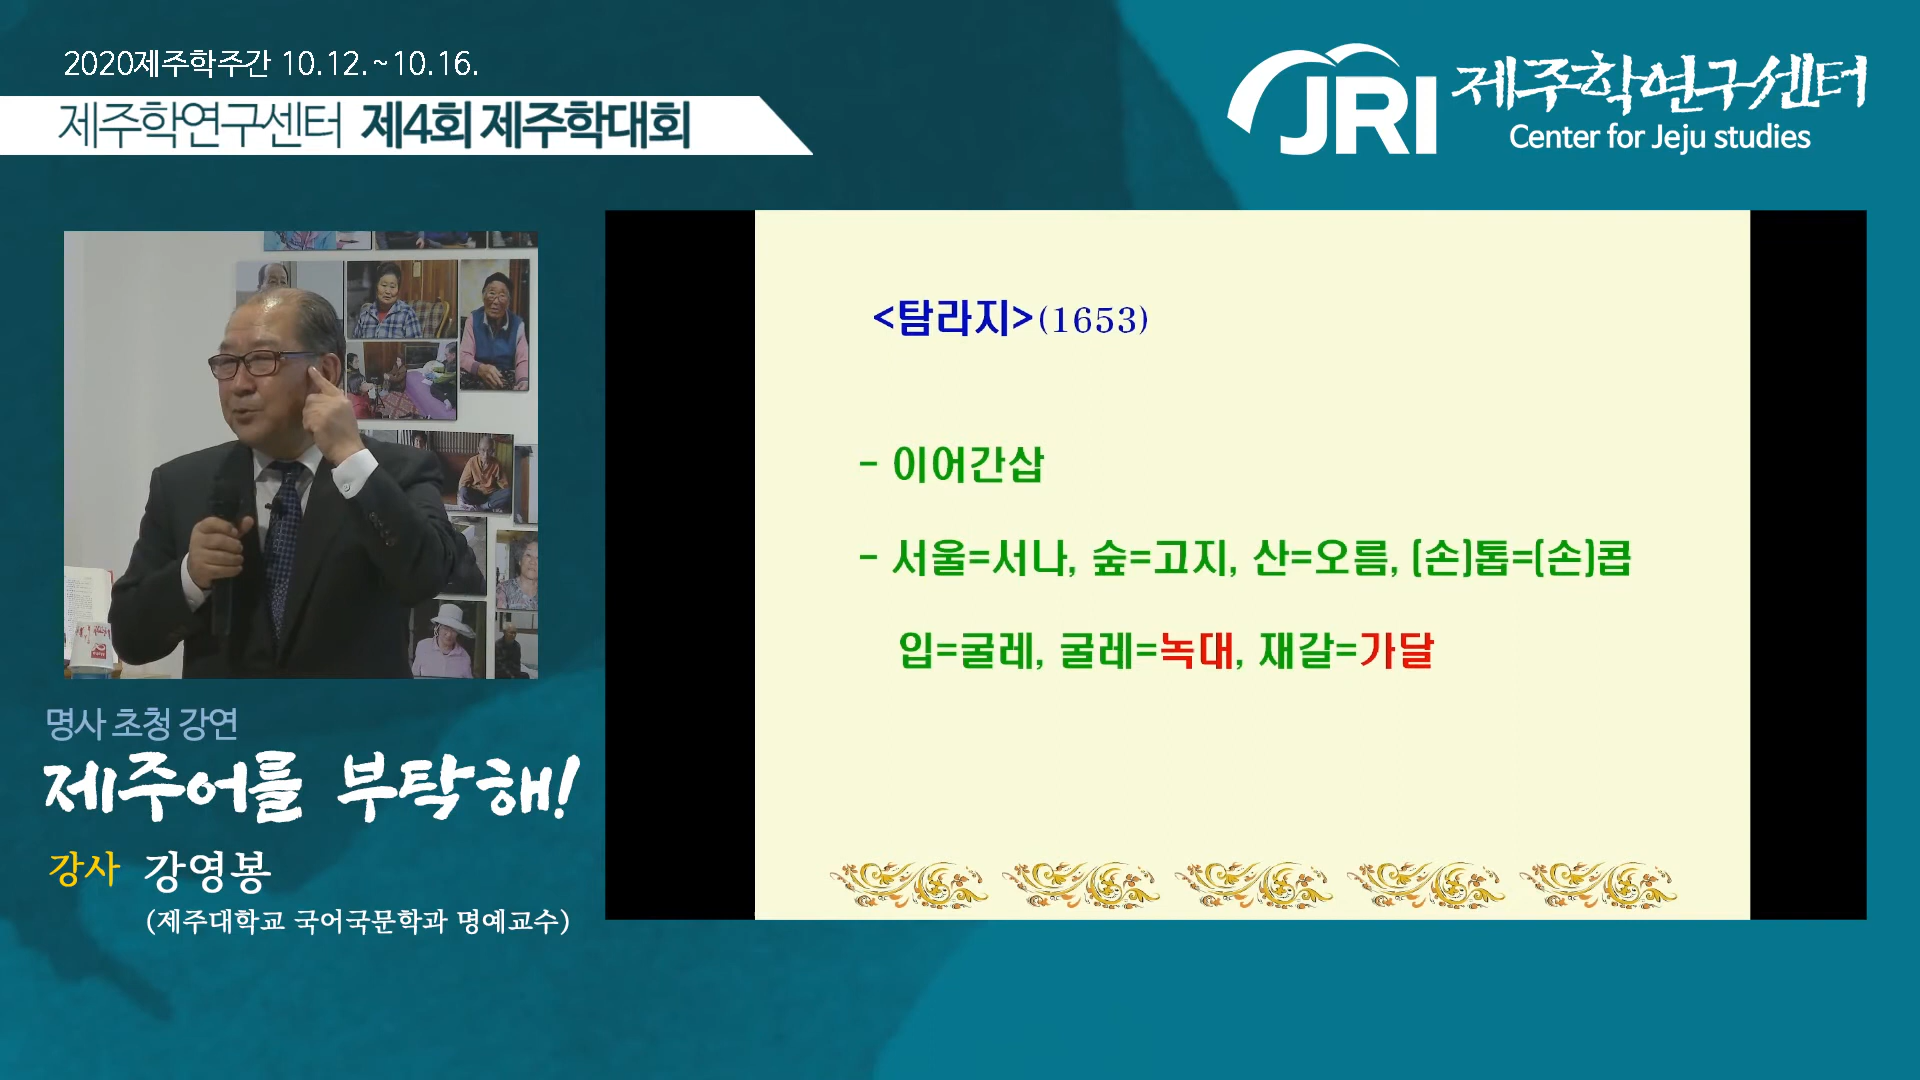 2020제주학주간 10.12.~10.16.
제주학연구센터 제4회 제주학대회
JRI 제주학연구센터
Center for Jeju studies
<탐라지>(1653)
- 이어간삽
- 서울=서나, 숲=고지, 산=오름, (손)톱=(손)콥
입=굴레, 굴레=녹대, 재갈=가달
명사 초청 강연
제주어를 부탁해!
강사 강영봉
(제주대학교 국어국문학과 명예교수)